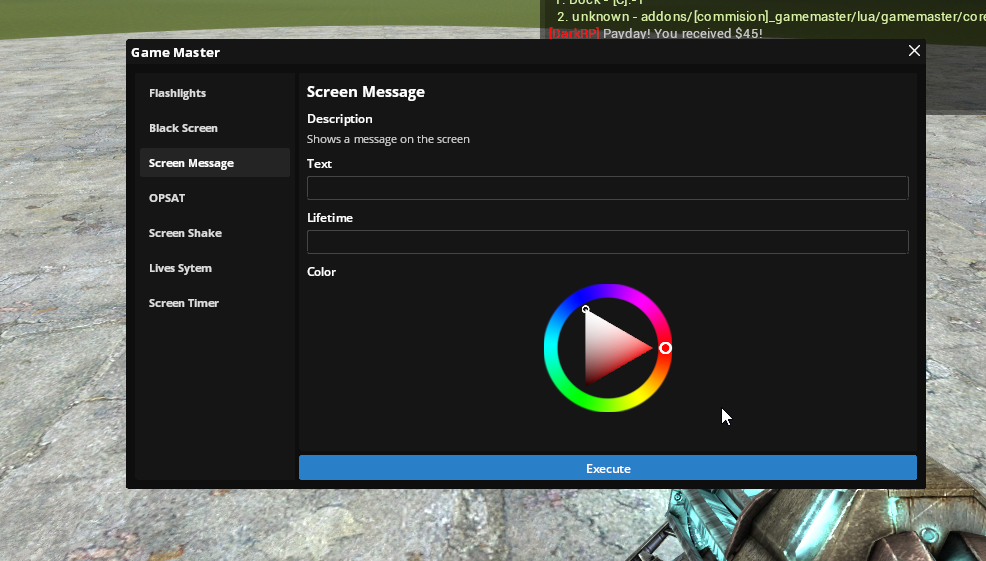 1. Dock - [C]:-1
2. unknown - addons/[commision]_gamemaster/lua/gamemaster/core
[DarkRP] Payday! You received $45!
Game Master
Flashlights
Black Screen
Screen Message
OPSAT
Screen Shake
Lives Sytem
Screen Timer
Screen Message
Description
Shows a message on the screen
Text
Lifetime
Color
Execute